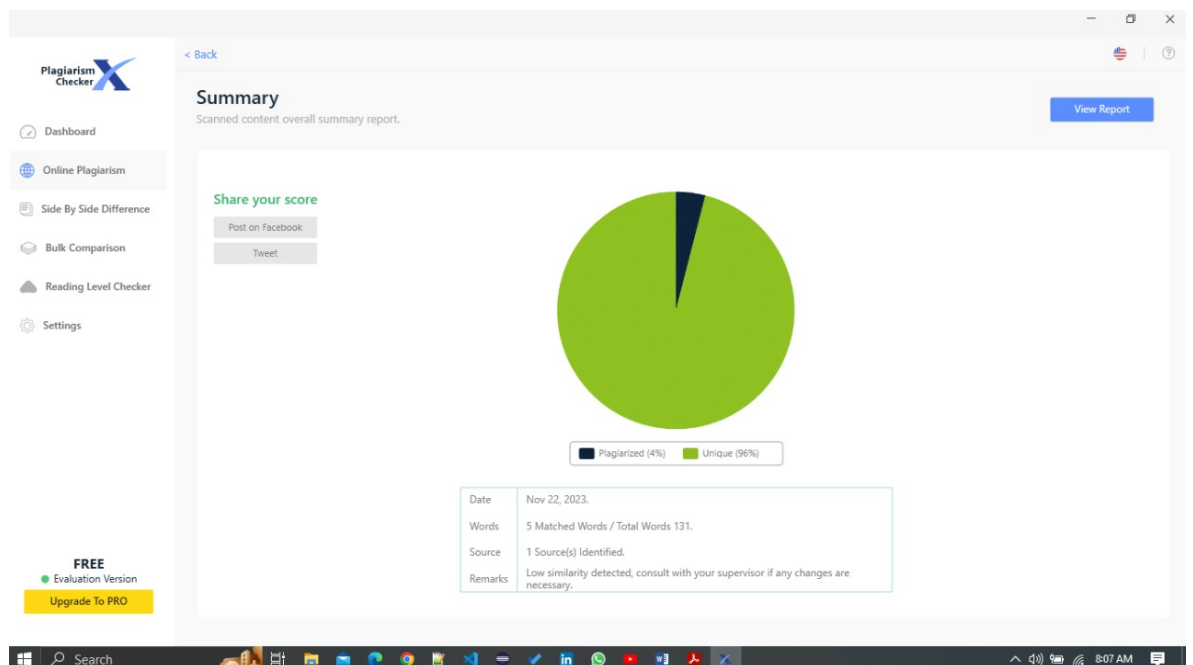 Plagiarism
Checker
< Back
Summary
Scanned content overall summary report.
View Report
Dashboard
Online Plagiarism
Side By Side Difference
Bulk Comparison
Reading Level Checker
Settings
Share your score
Post on Facebook
Tweet
Plagiarized (4%) Unique (96%)
Date Nov 22, 2023.
Words 5 Matched Words / Total Words 131.
Source 1 Source(s) Identified.
Remarks Low similarity detected, consult with your supervisor if any changes are
necessary.
FREE
Evaluation Version
Upgrade To PRO
Search
8:07 AM